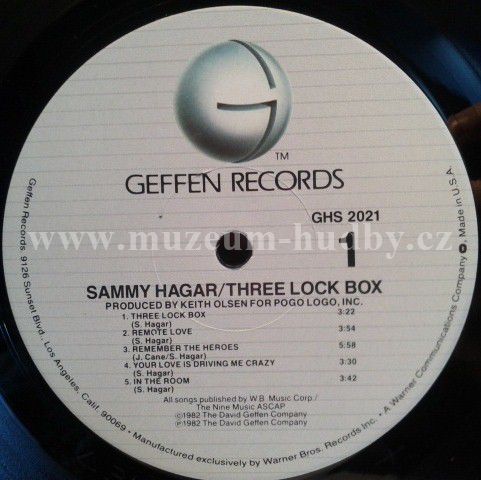 TM
GEFFEN RECORDS
GHS 2021
1
www.muzeum-hudby.cz
SAMMY HAGAR/THREE LOCK BOX
PRODUCED BY KEITH OLSEN FOR POGO LOGO, INC.
1. THREE LOCK BOX 3:22
(S. Hagar)
2. REMOTE LOVE 3:54
(S. Hagar)
3. REMEMBER THE HEROES 5:58
(J. Cane/S. Hagar)
4. YOUR LOVE IS DRIVING ME CRAZY 3:30
(S. Hagar)
5. IN THE ROOM 3:42
(S. Hagar)
All songs published by W.B. Music Corp./
The Nine Music ASCAP
©1982 The David Geffen Company
℗1982 The David Geffen Company
Geffen Records 9126 Sunset Blvd., Los Angeles, Calif. 90069 • Manufactured exclusively by Warner Bros. Records Inc. • A Warner Communications Company Made in U.S.A.